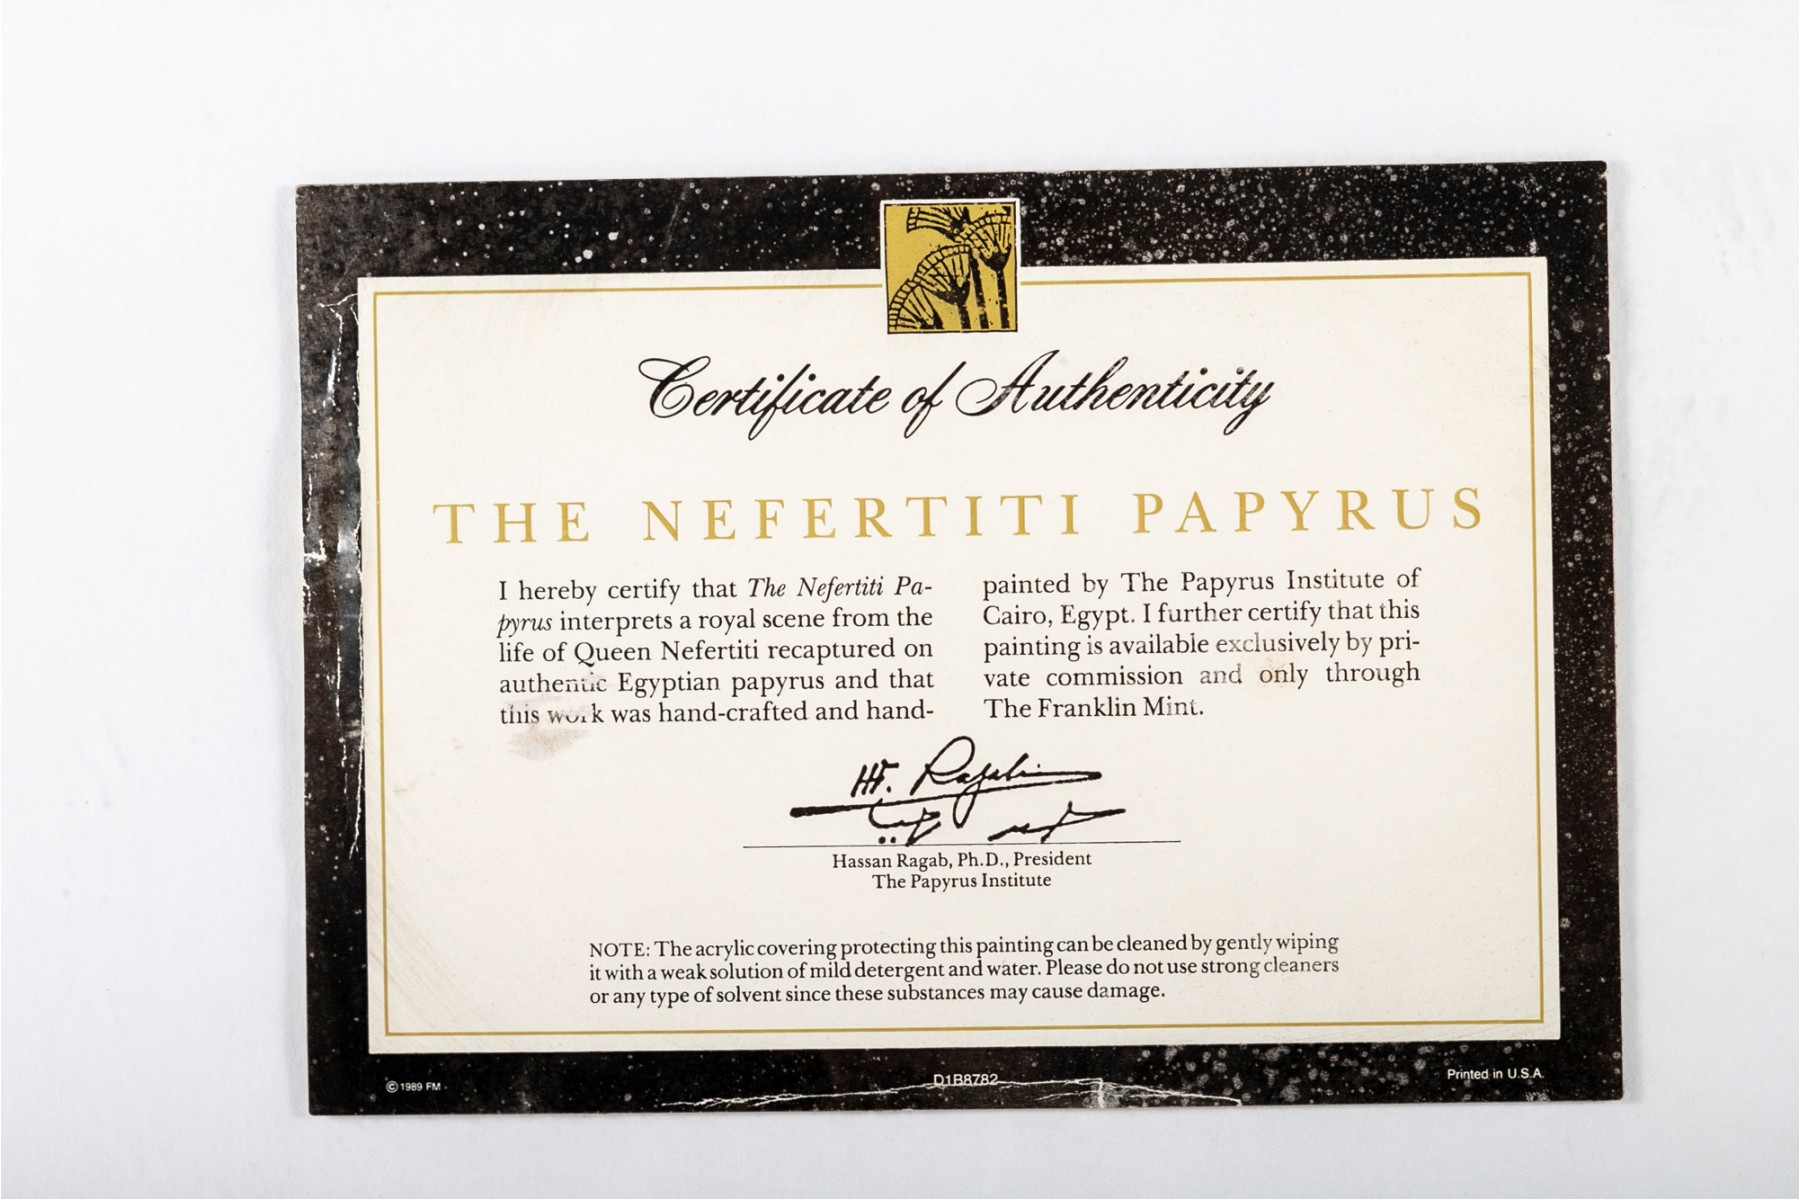 Certificate of Authenticity
THE NEFERTITI PAPYRUS
I hereby certify that The Nefertiti Pa-
pyrus interprets a royal scene from the
life of Queen Nefertiti recaptured on
authentic Egyptian papyrus and that
this work was hand-crafted and hand-
painted by The Papyrus Institute of
Cairo, Egypt. I further certify that this
painting is available exclusively by pri-
vate commission and only through
The Franklin Mint.
H. Ragab
Hassan Ragab, Ph.D., President
The Papyrus Institute
NOTE: The acrylic covering protecting this painting can be cleaned by gently wiping
it with a weak solution of mild detergent and water. Please do not use strong cleaners
or any type of solvent since these substances may cause damage.
© 1989 FM
D1B8782
Printed in U.S.A.